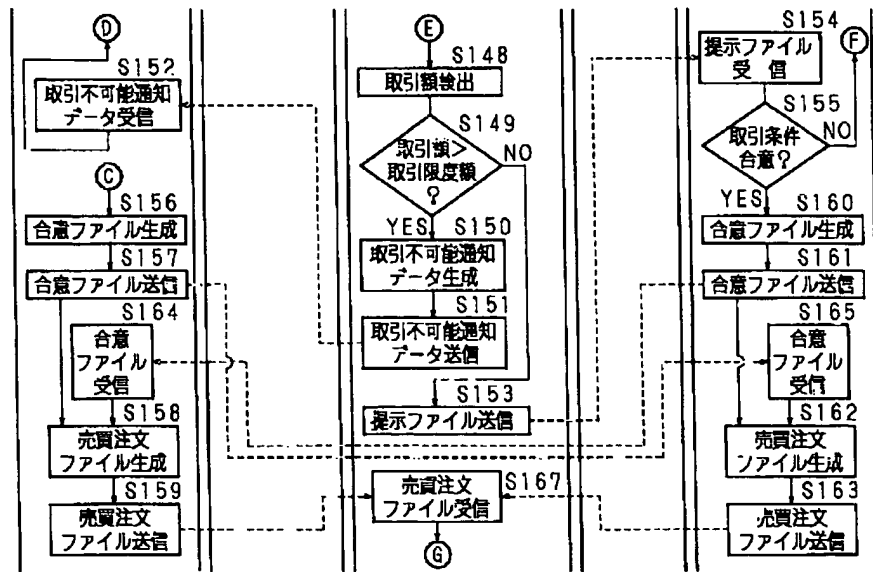 D
S152
取引不可能通知
データ受信
C
S156
合意ファイル生成
S157
合意ファイル送信
S164
合意
ファイル
受信
S158
売買注文
ファイル生成
S159
売買注文
ファイル送信
E
S148
取引額検出
S149
取引額>
取引限度額
?
NO
YES
S150
取引不可能通知
データ生成
S151
取引不可能通知
データ送信
S153
提示ファイル送信
S167
売買注文
ファイル受信
G
S154
提示ファイル
受信
F
S155
取引条件
合意?
NO
YES
S160
合意ファイル生成
S161
合意ファイル送信
S165
合意
ファイル
受信
S162
売買注文
ファイル生成
S163
売買注文
ファイル送信